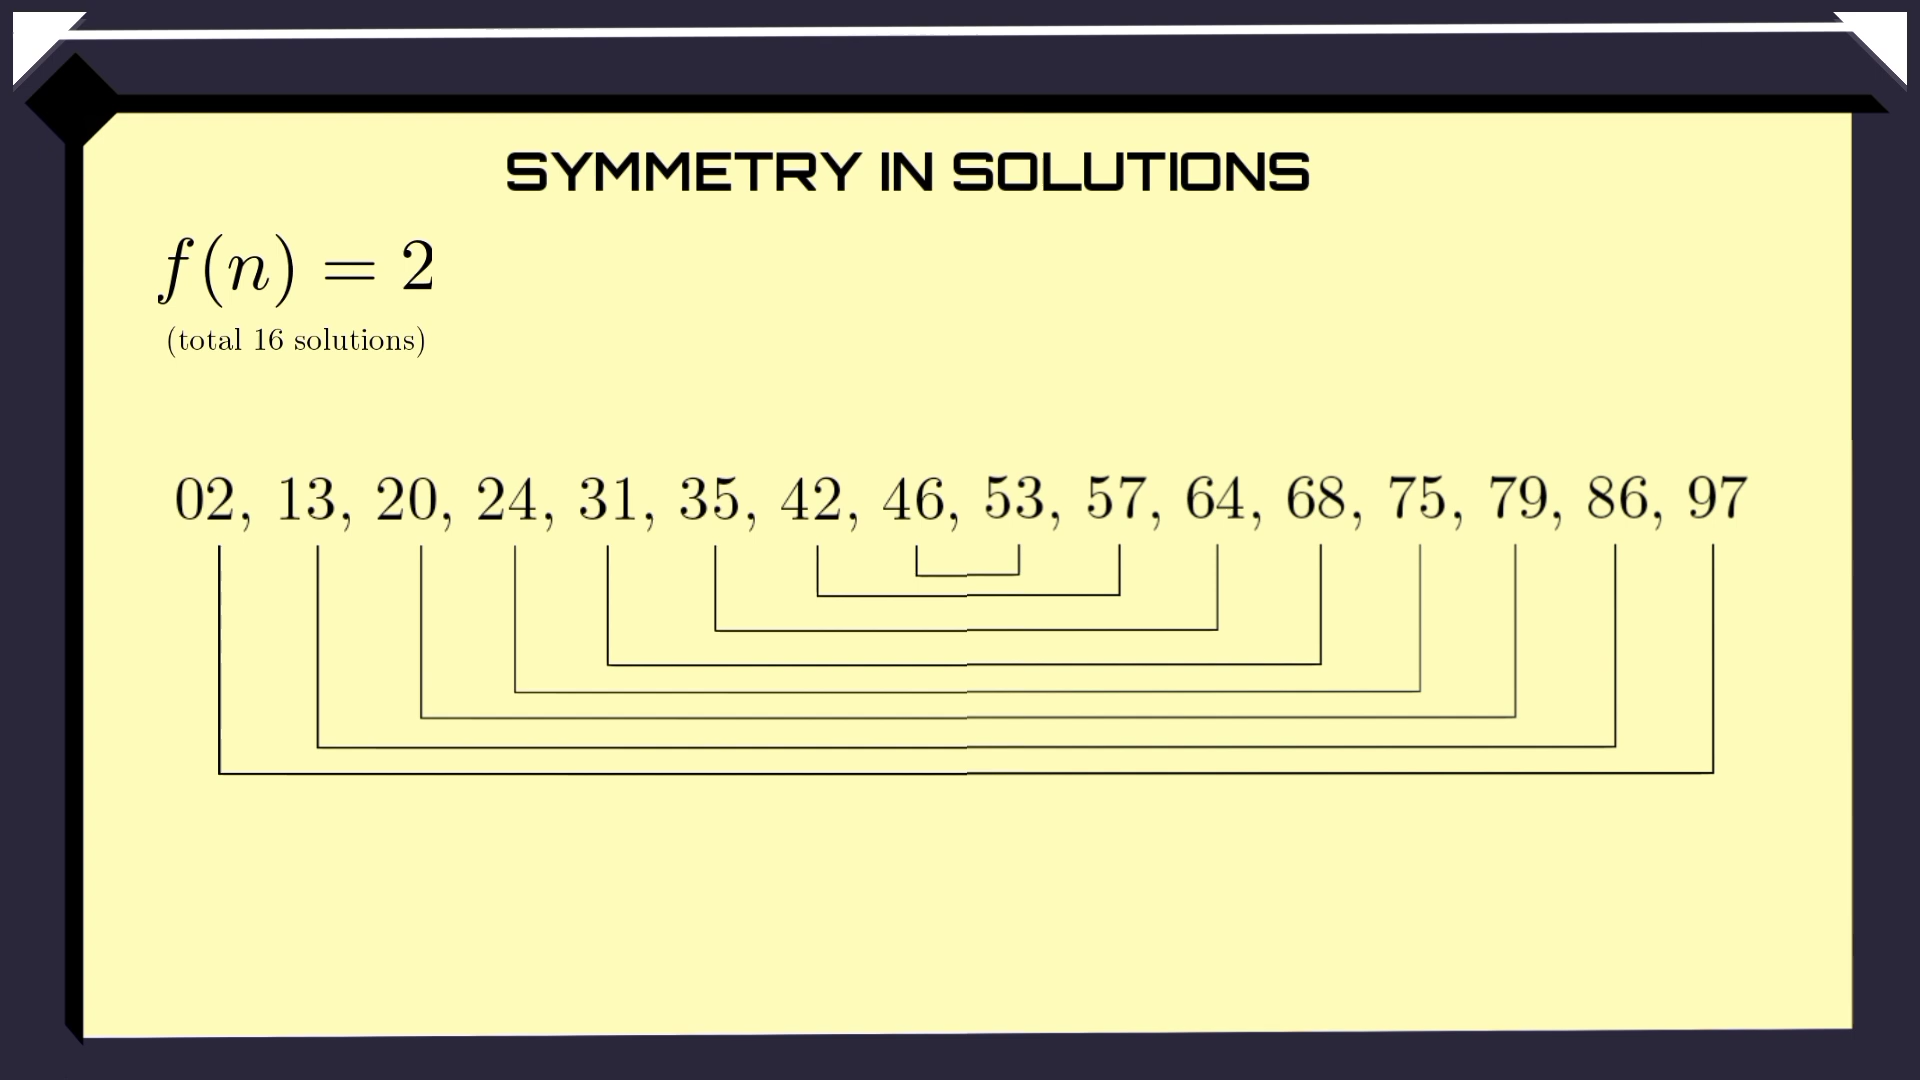 SYMMETRY IN SOLUTIONS
f(n) = 2
(total 16 solutions)
02, 13, 20, 24, 31, 35, 42, 46, 53, 57, 64, 68, 75, 79, 86, 97